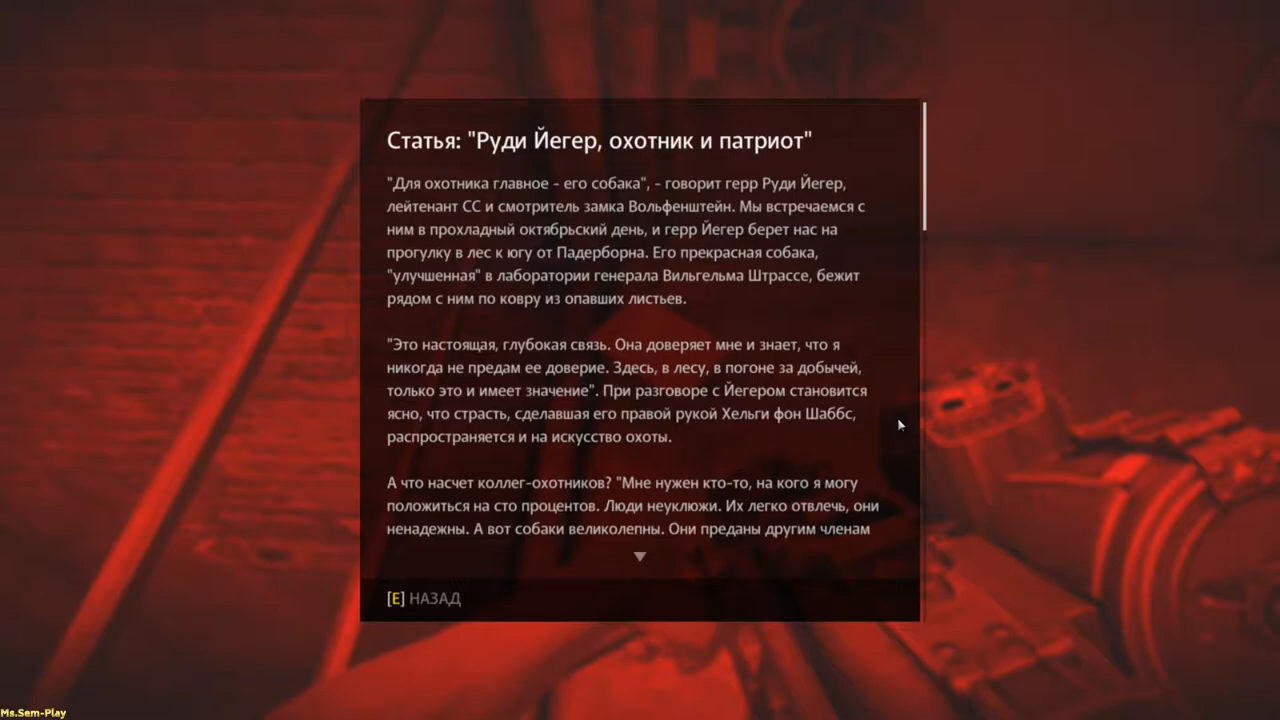 Статья: "Руди Йегер, охотник и патриот"
"Для охотника главное - его собака", - говорит герр Руди Йегер,
лейтенант СС и смотритель замка Вольфенштейн. Мы встречаемся с
ним в прохладный октябрьский день, и герр Йегер берет нас на
прогулку в лес к югу от Падерборна. Его прекрасная собака,
"улучшенная" в лаборатории генерала Вильгельма Штрассе, бежит
рядом с ним по ковру из опавших листьев.
"Это настоящая, глубокая связь. Она доверяет мне и знает, что я
никогда не предам ее доверие. Здесь, в лесу, в погоне за добычей,
только это и имеет значение". При разговоре с Йегером становится
ясно, что страсть, сделавшая его правой рукой Хельги фон Шаббс,
распространяется и на искусство охоты.
А что насчет коллег-охотников? "Мне нужен кто-то, на кого я могу
положиться на сто процентов. Люди неуклюжи. Их легко отвлечь, они
ненадежны. А вот собаки великолепны. Они преданы другим членам
[E] НАЗАД
Ms.Sem-Play